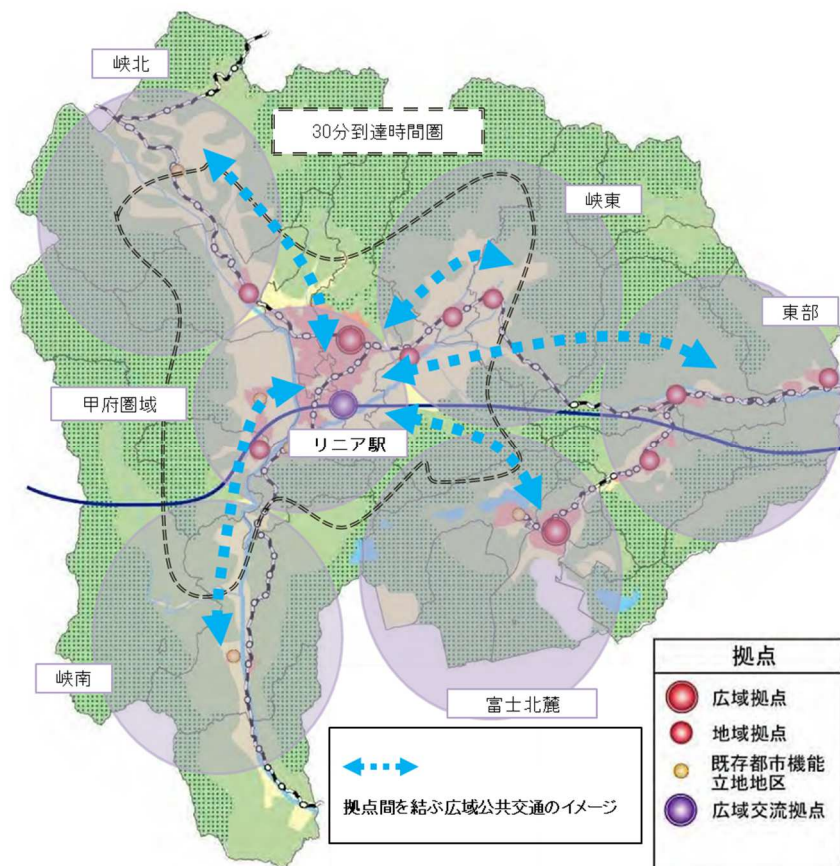 峡北
30分到達時間圏
峡東
東部
甲府圏域
リニア駅
峡南
富士北麓
拠点間を結ぶ広域公共交通のイメージ
拠点
広域拠点
地域拠点
既存都市機能
立地地区
広域交流拠点